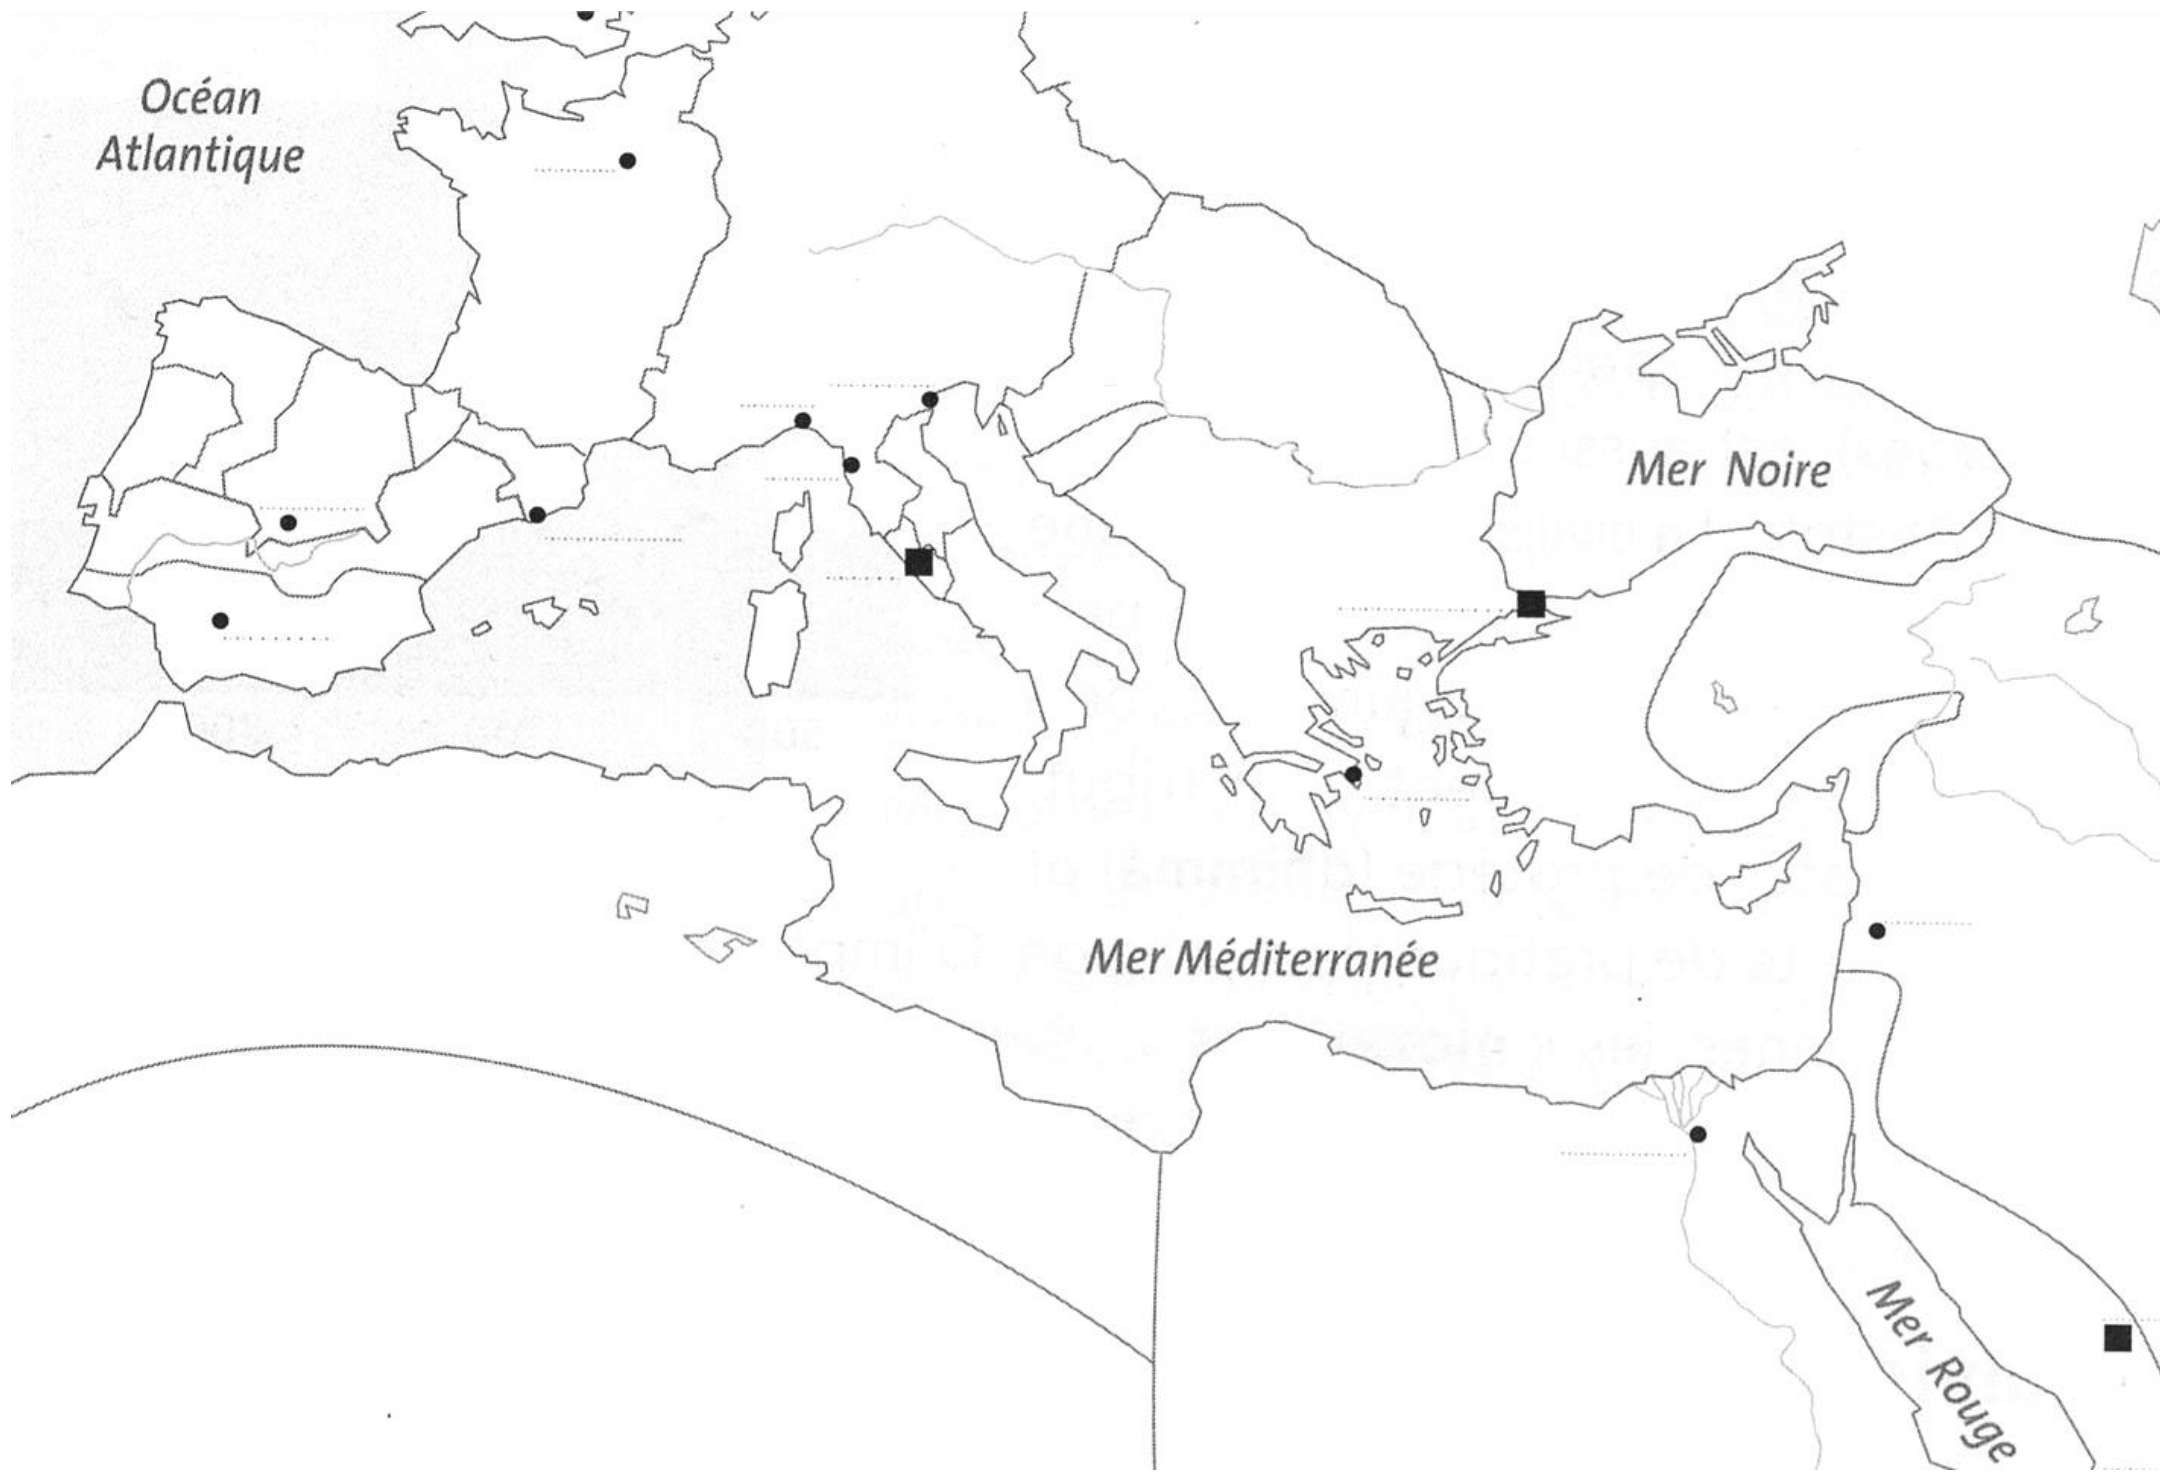 Océan
Atlantique
Mer Noire
Mer Méditerranée
Mer Rouge